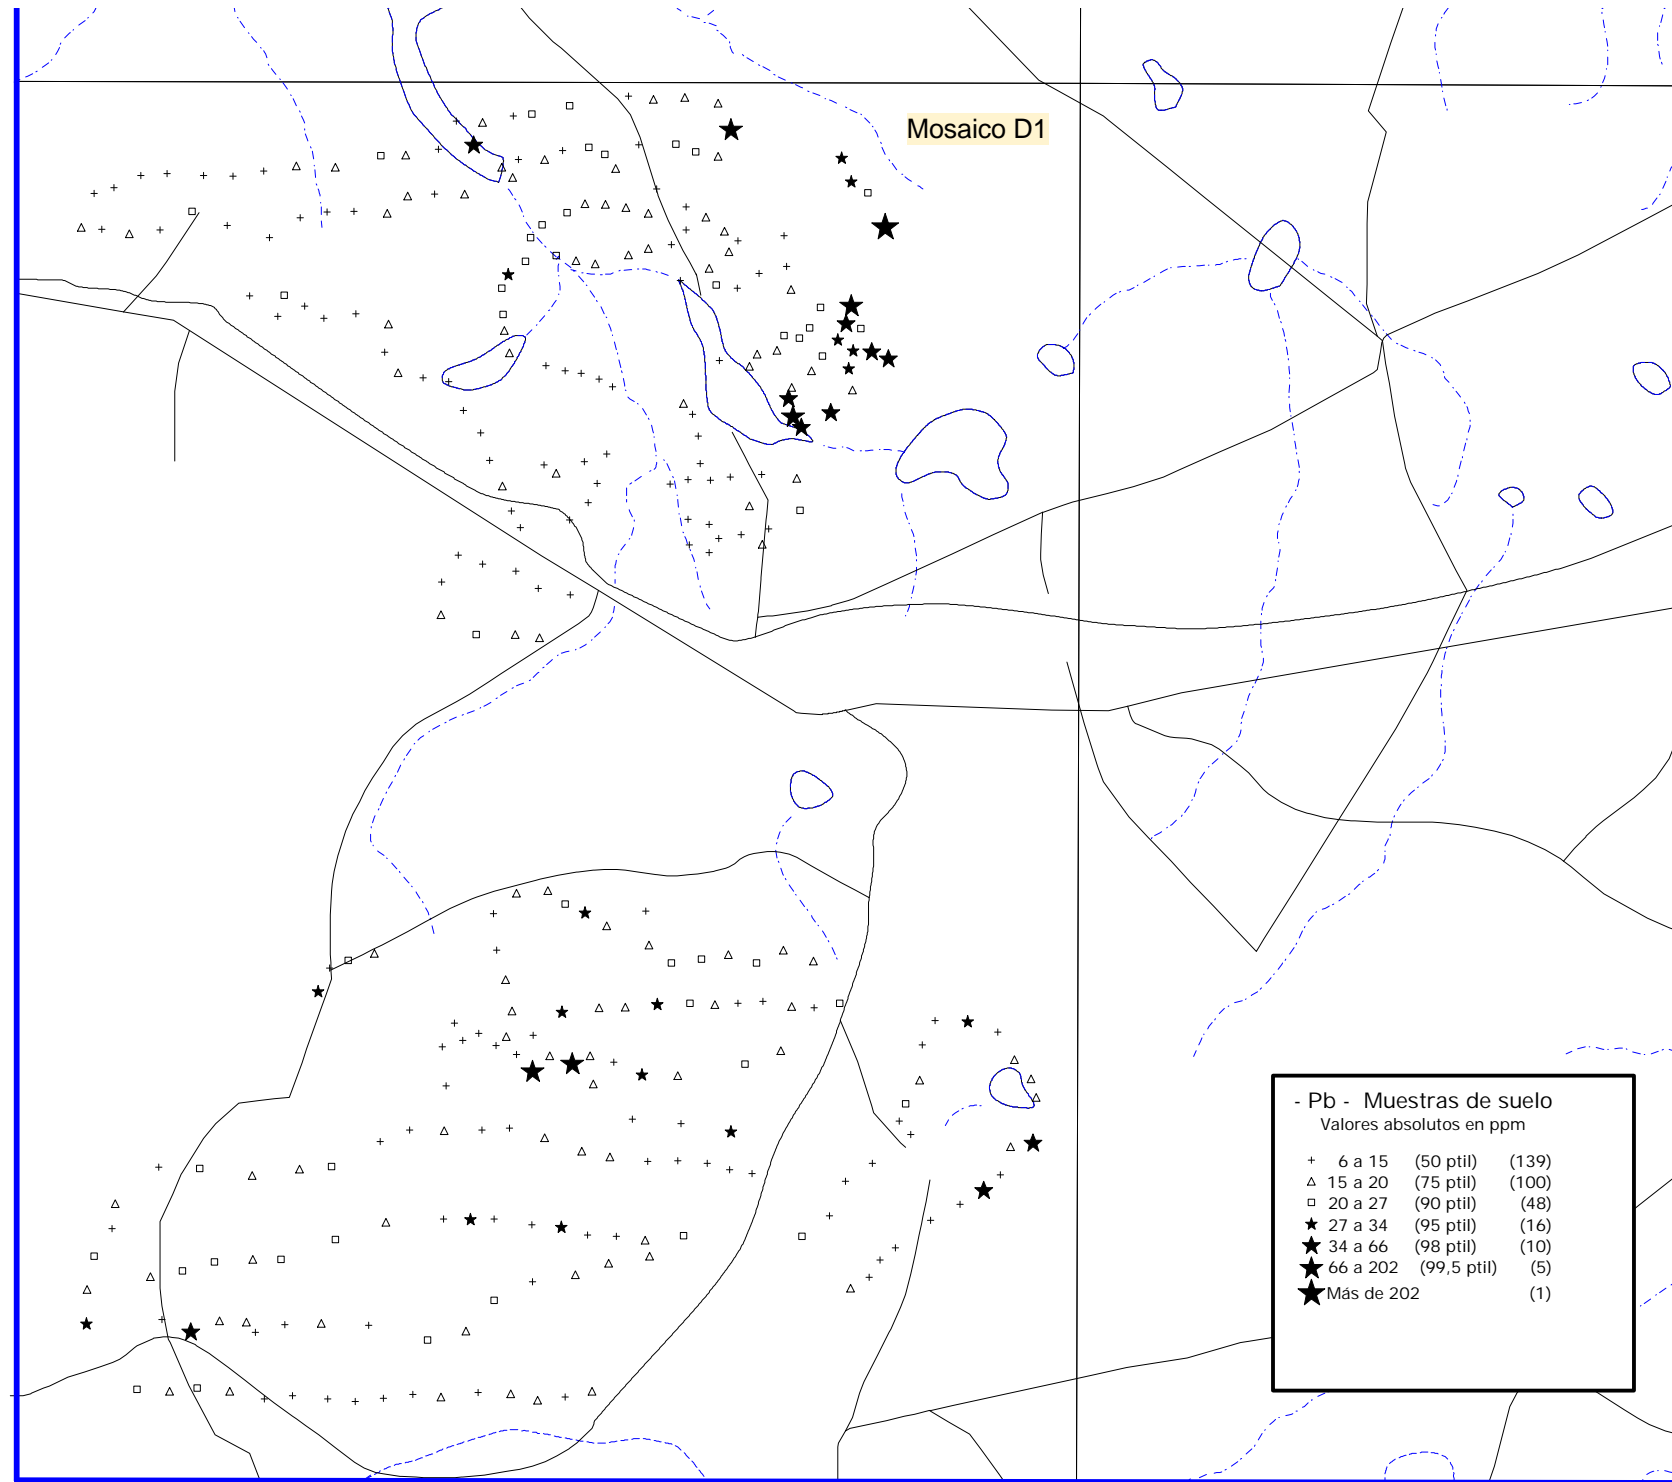 Mosaico D1
- Pb - Muestras de suelo
Valores absolutos en ppm
6 a 15 (50 ptil) (139)
15 a 20 (75 ptil) (100)
20 a 27 (90 ptil) (48)
27 a 34 (95 ptil) (16)
34 a 66 (98 ptil) (10)
66 a 202 (99,5 ptil) (5)
Más de 202 (1)